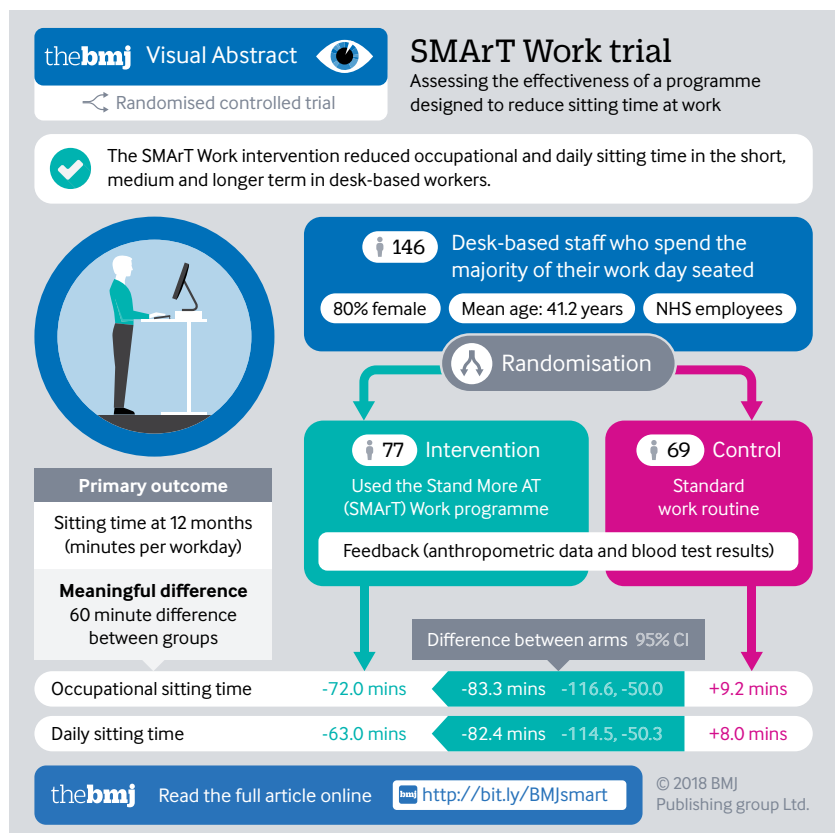 thebmj Visual Abstract
Randomised controlled trial
SMArT Work trial
Assessing the effectiveness of a programme
designed to reduce sitting time at work
The SMArT Work intervention reduced occupational and daily sitting time in the short,
medium and longer term in desk-based workers.
146 Desk-based staff who spend the
majority of their work day seated
80% female Mean age: 41.2 years NHS employees
Randomisation
77 Intervention
Used the Stand More AT
(SMArT) Work programme
69 Control
Standard
work routine
Feedback (anthropometric data and blood test results)
Primary outcome
Sitting time at 12 months
(minutes per workday)
Meaningful difference
60 minute difference
between groups
Difference between arms 95% CI
Occupational sitting time -72.0 mins -83.3 mins -116.6, -50.0 +9.2 mins
Daily sitting time -63.0 mins -82.4 mins -114.5, -50.3 +8.0 mins
thebmj Read the full article online bmj http://bit.ly/BMJsmart
© 2018 BMJ
Publishing group Ltd.